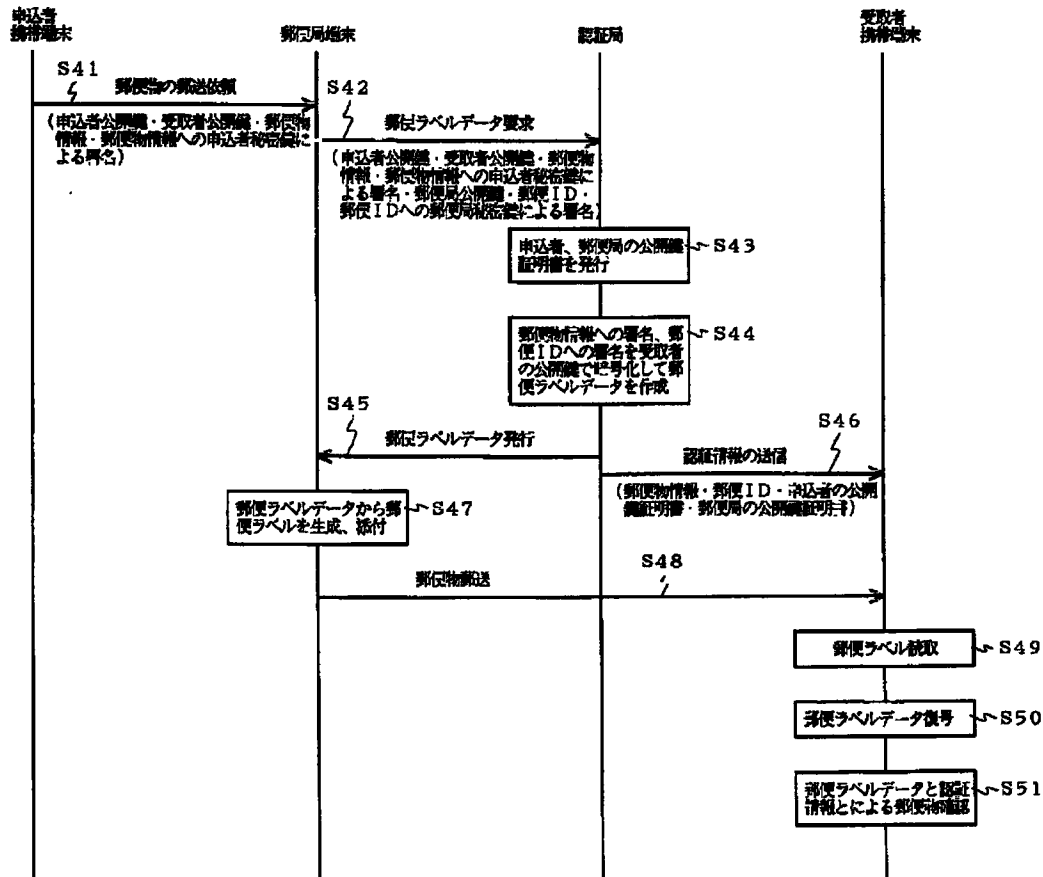 申込者
携帯端末
郵便局端末
認証局
受取者
携帯端末
S41
郵便物の郵送依頼
(申込者公開鍵・受取者公開鍵・郵便物
情報・郵便物情報への申込者秘密鍵に
よる署名)
S42
郵便ラベルデータ要求
(申込者公開鍵・受取者公開鍵・郵便物
情報・郵便物情報への申込者秘密鍵に
よる署名・郵便局公開鍵・郵便ID・
郵便IDへの郵便局秘密鍵による署名)
申込者、郵便局の公開鍵
証明書を発行
S43
郵便物情報への署名、郵
便IDへの署名を受取者
の公開鍵で暗号化して郵
便ラベルデータを作成
S44
S45
郵便ラベルデータ発行
S46
認証情報の送信
(郵便物情報・郵便ID・申込者の公開
鍵証明書・郵便局の公開鍵証明書)
郵便ラベルデータから郵
便ラベルを生成、添付
S47
S48
郵便物郵送
郵便ラベル読取
S49
郵便ラベルデータ復号
S50
郵便ラベルデータと認証
情報とによる郵便物確認
S51